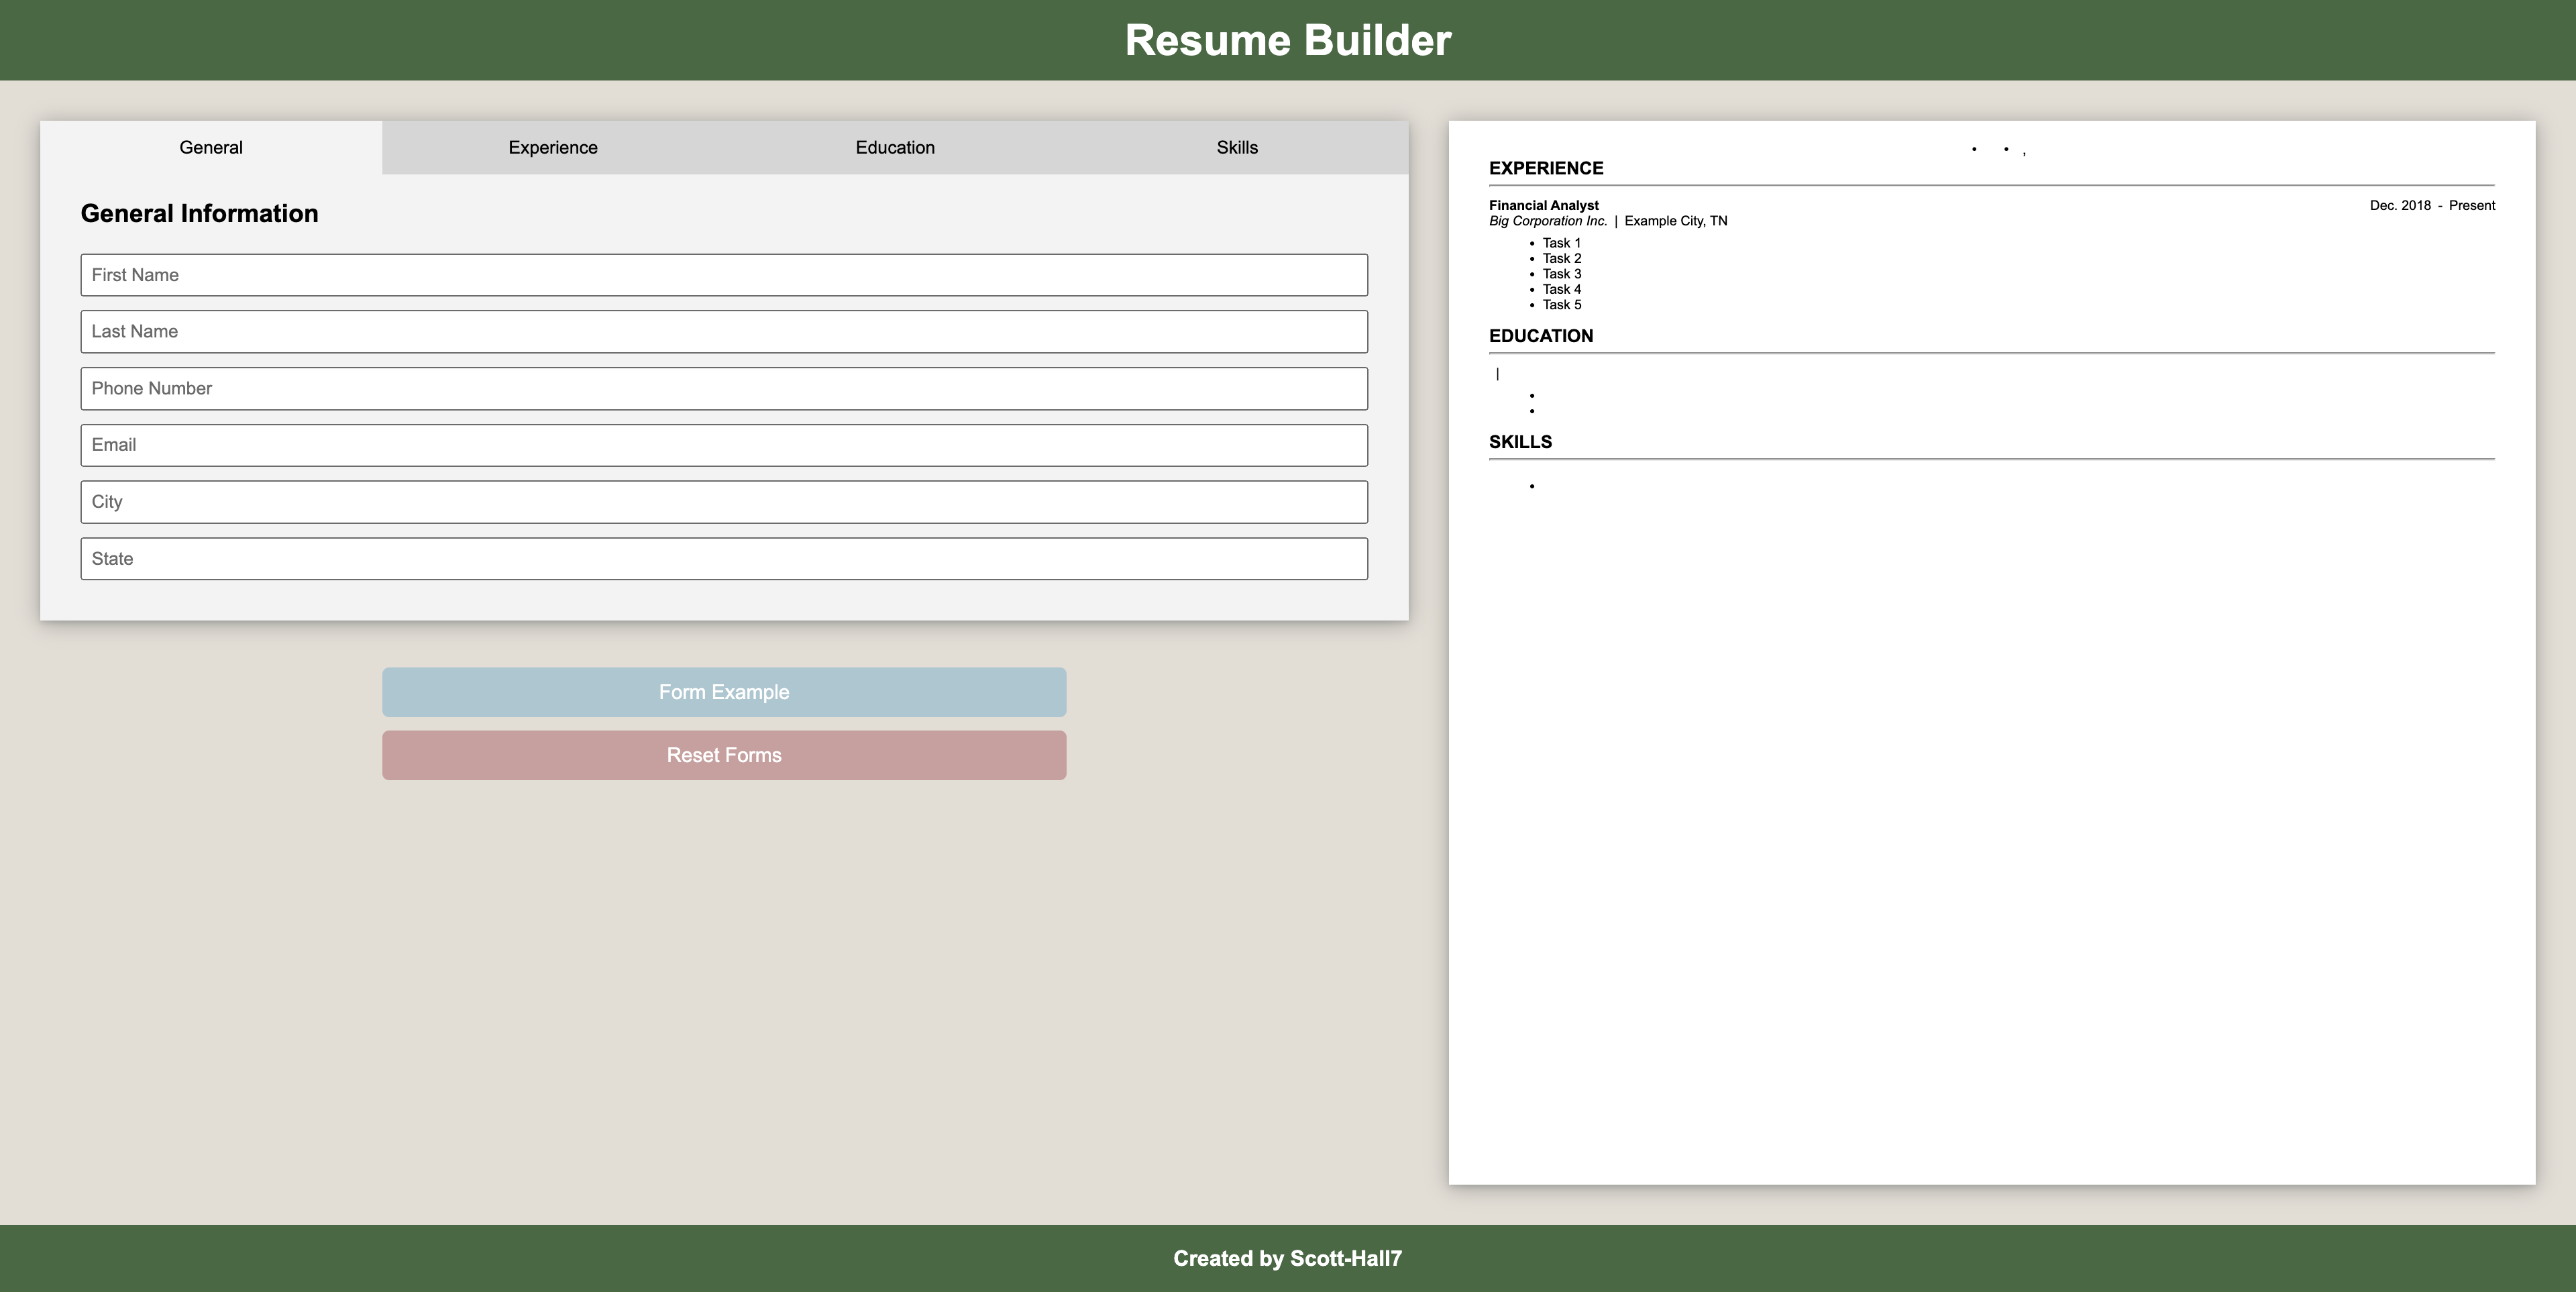 Resume Builder
General
Experience
Education
Skills
General Information
First Name
Last Name
Phone Number
Email
City
State
Form Example
Reset Forms
• • ,
EXPERIENCE
Financial Analyst Dec. 2018 - Present
Big Corporation Inc. | Example City, TN
• Task 1
• Task 2
• Task 3
• Task 4
• Task 5
EDUCATION
|
•
•
SKILLS
•
Created by Scott-Hall7